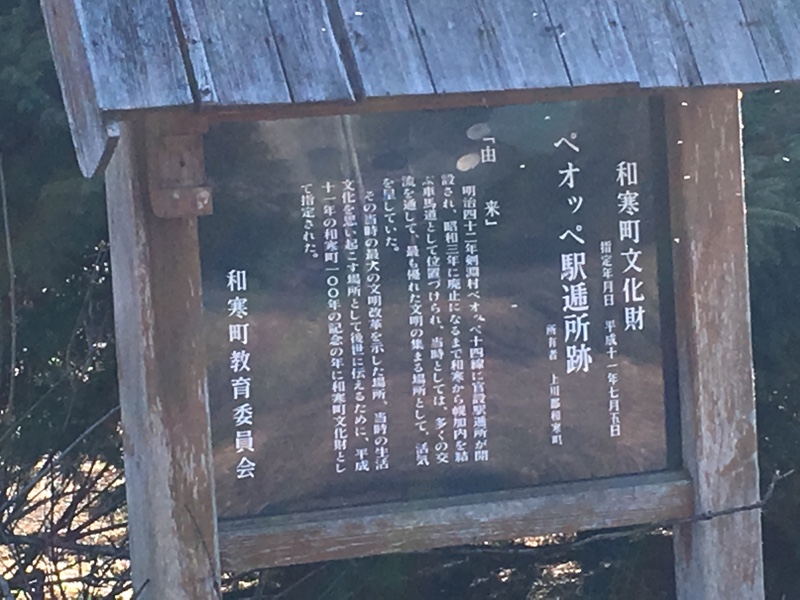 和寒町文化財
指定年月日 平成十一年七月五日
ペオッペ駅逓所跡
所有者 上川郡和寒町
「由 来」
明治四十二年剣淵村ペオッペ十四線に官設駅逓所が開
設され、昭和三年に廃止になるまで和寒から幌加内を結
ぶ車馬道として位置づけられ、当時としては、多くの交
流を通して、最も優れた文明の集まる場所として、活気
を呈していた。
その当時の最大の文明改革を示した場所、当時の生活
文化を思い起こす場所として後世に伝えるために、平成
十一年の和寒町一〇〇年の記念の年に和寒町文化財とし
て指定された。
和寒町教育委員会